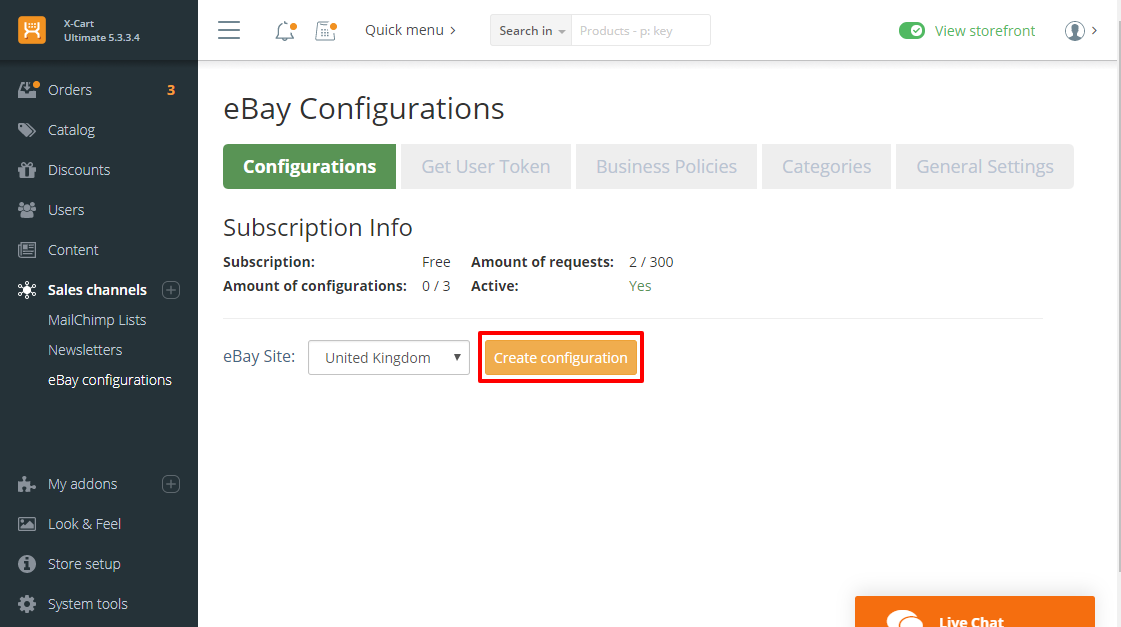 X-Cart
Ultimate 5.3.3.4
Quick menu
Search in
Products - p: key
View storefront
Orders 3
Catalog
Discounts
Users
Content
Sales channels
MailChimp Lists
Newsletters
eBay configurations
My addons
Look & Feel
Store setup
System tools
eBay Configurations
Configurations Get User Token Business Policies Categories General Settings
Subscription Info
Subscription: Free Amount of requests: 2 / 300
Amount of configurations: 0 / 3 Active: Yes
eBay Site: United Kingdom Create configuration
Live Chat